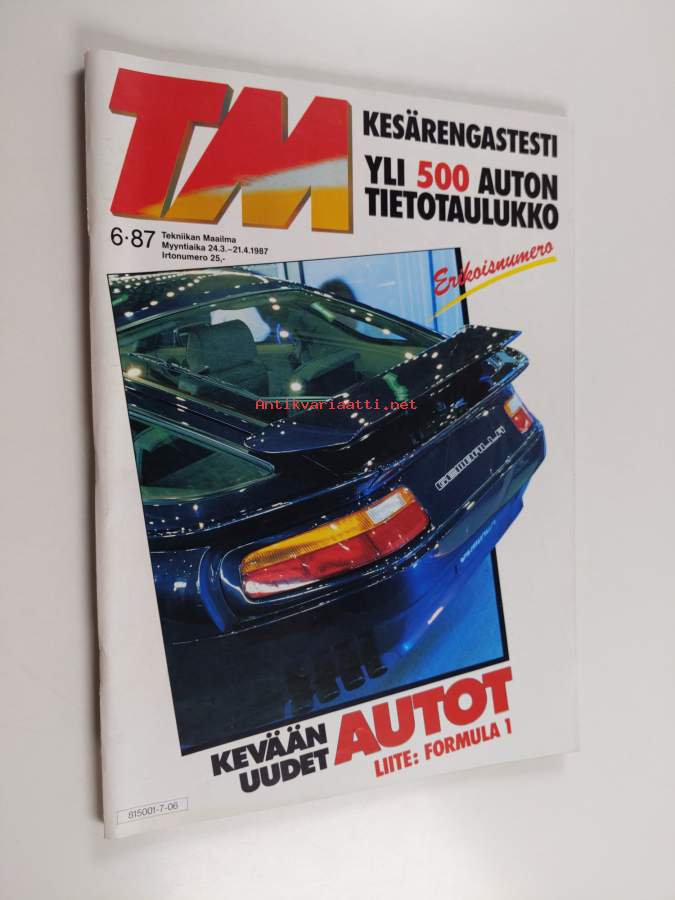 TM
KESÄRENGASTESTI
YLI 500 AUTON
TIETOTAULUKKO
6·87 Tekniikan Maailma
Myyntiaika 24.3.–21.4.1987
Irtonumero 25,-
Erikoisnumero
Antikvariaatti.net
KEVÄÄN
UUDET
AUTOT
LIITE: FORMULA 1
815001-7-06